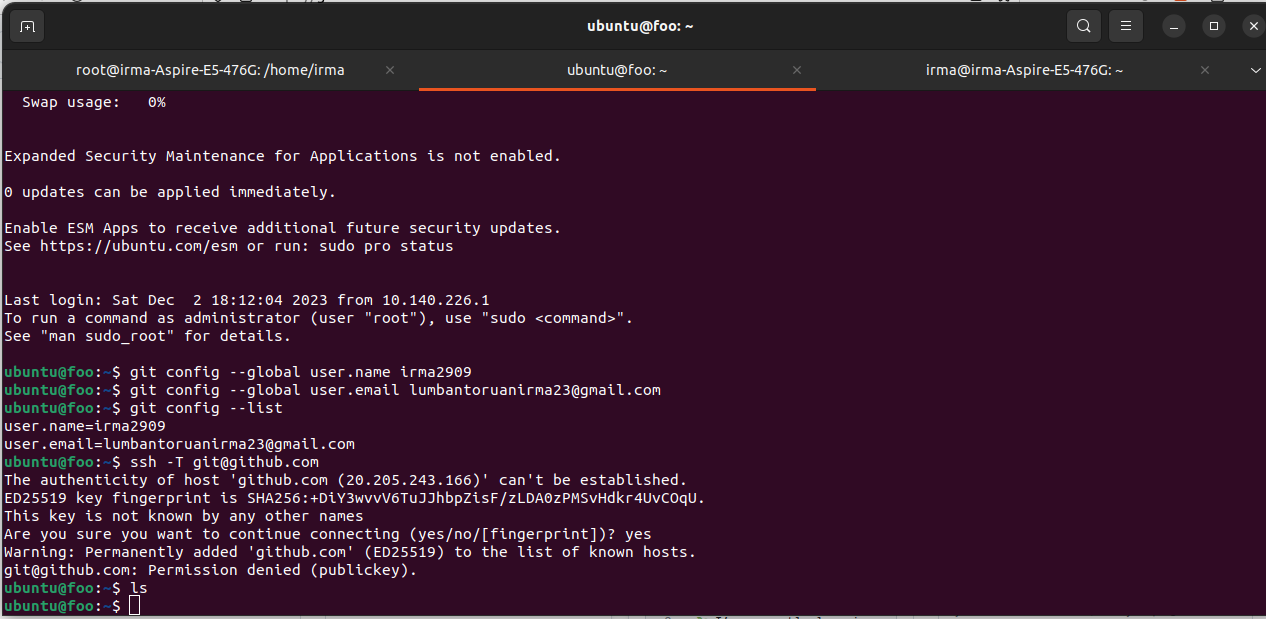 ubuntu@foo: ~
root@irma-Aspire-E5-476G: /home/irma
ubuntu@foo: ~
irma@irma-Aspire-E5-476G: ~
Swap usage:   0%
Expanded Security Maintenance for Applications is not enabled.
0 updates can be applied immediately.
Enable ESM Apps to receive additional future security updates.
See https://ubuntu.com/esm or run: sudo pro status
Last login: Sat Dec  2 18:12:04 2023 from 10.140.226.1
To run a command as administrator (user "root"), use "sudo <command>".
See "man sudo_root" for details.
ubuntu@foo:~$ git config --global user.name irma2909
ubuntu@foo:~$ git config --global user.email lumbantoruanirma23@gmail.com
ubuntu@foo:~$ git config --list
user.name=irma2909
user.email=lumbantoruanirma23@gmail.com
ubuntu@foo:~$ ssh -T git@github.com
The authenticity of host 'github.com (20.205.243.166)' can't be established.
ED25519 key fingerprint is SHA256:+DiY3wvvV6TuJJhbpZisF/zLDA0zPMSvHdkr4UvCOqU.
This key is not known by any other names
Are you sure you want to continue connecting (yes/no/[fingerprint])? yes
Warning: Permanently added 'github.com' (ED25519) to the list of known hosts.
git@github.com: Permission denied (publickey).
ubuntu@foo:~$ ls
ubuntu@foo:~$